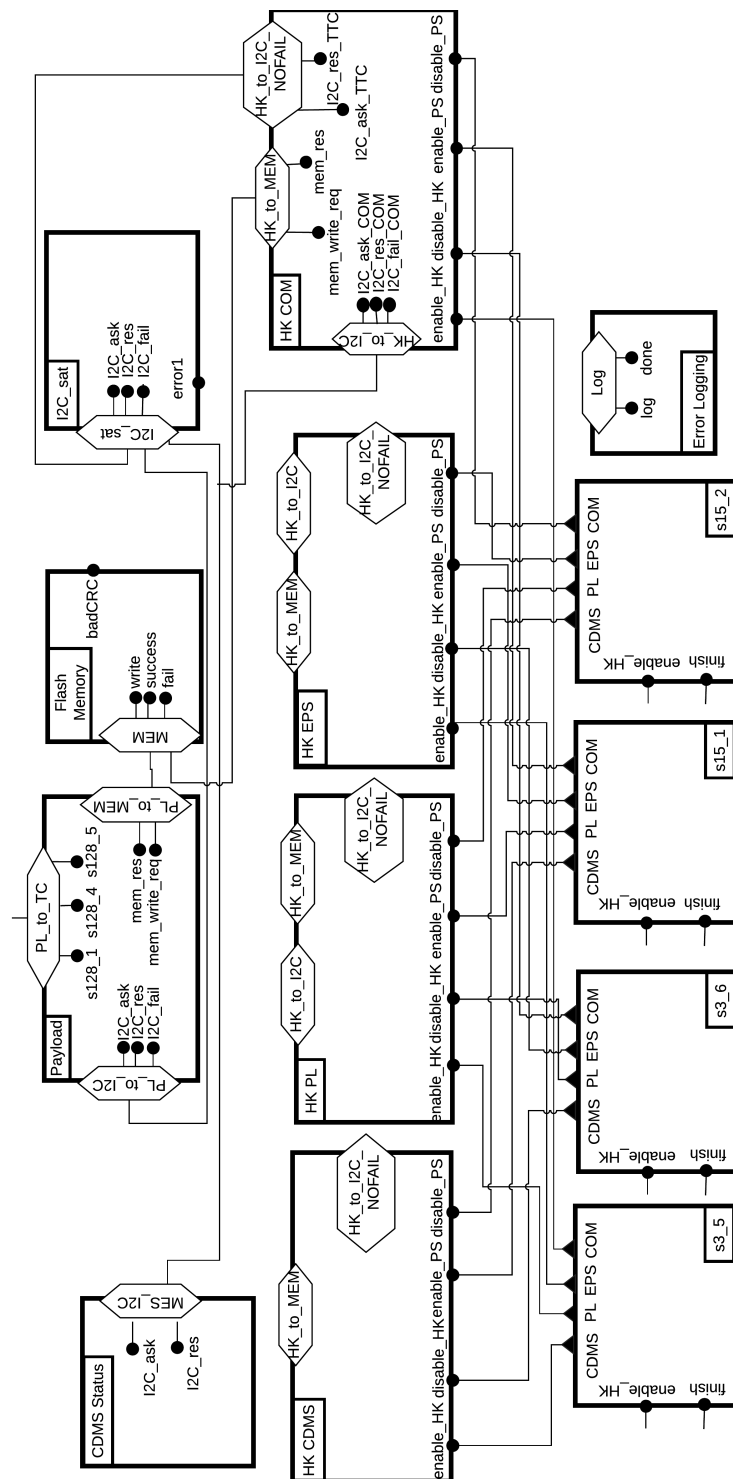 I2C_sat
I2C_sat
I2C_ask
I2C_res
I2C_fail
error1
Flash
Memory
MEM
write
success
fail
badCRC
Payload
PL_to_I2C
I2C_ask
I2C_res
I2C_fail
PL_to_TC
s128_1
s128_4
s128_5
PL_to_MEM
mem_res
mem_write_req
CDMS Status
MES_I2C
I2C_ask
I2C_res
HK COM
HK_to_I2C
I2C_ask_COM
I2C_res_COM
I2C_fail_COM
HK_to_MEM
mem_write_req
mem_res
HK_to_I2C_
NOFAIL
I2C_ask_TTC
I2C_res_TTC
enable_HK
disable_HK
enable_PS
disable_PS
HK EPS
HK_to_MEM
HK_to_I2C
HK_to_I2C_
NOFAIL
enable_HK
disable_HK
enable_PS
disable_PS
HK PL
HK_to_I2C
HK_to_MEM
HK_to_I2C_
NOFAIL
enable_HK
disable_HK
enable_PS
disable_PS
HK CDMS
HK_to_MEM
HK_to_I2C_
NOFAIL
enable_HK
disable_HK
enable_PS
disable_PS
Error Logging
Log
log
done
s15_2
CDMS
PL
EPS
COM
enable_HK
finish
s15_1
CDMS
PL
EPS
COM
enable_HK
finish
s3_6
CDMS
PL
EPS
COM
enable_HK
finish
s3_5
CDMS
PL
EPS
COM
enable_HK
finish